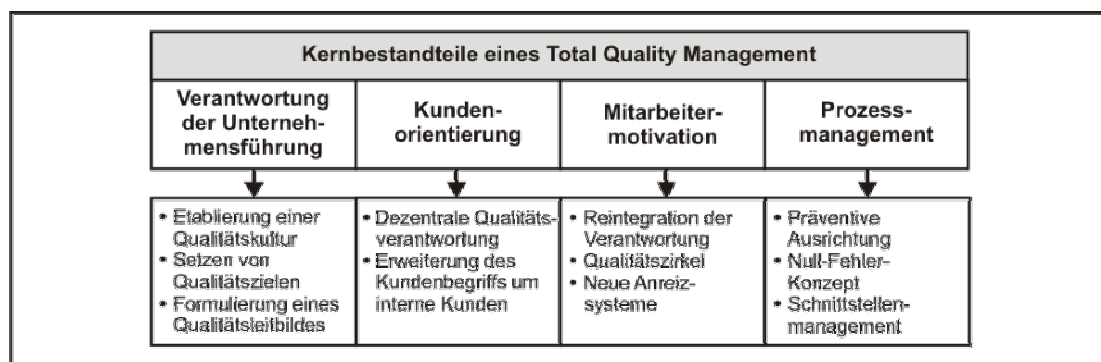 Kernbestandteile eines Total Quality Management
Verantwortung
der Unterneh-
mensführung
Kunden-
orientierung
Mitarbeiter-
motivation
Prozess-
management
• Etablierung einer
Qualitätskultur
• Setzen von
Qualitätszielen
• Formulierung eines
Qualitätsleitbildes
• Dezentrale Qualitäts-
verantwortung
• Erweiterung des
Kundenbegriffs um
interne Kunden
• Reintegration der
Verantwortung
• Qualitätszirkel
• Neue Anreiz-
systeme
• Präventive
Ausrichtung
• Null-Fehler-
Konzept
• Schnittstellen-
management